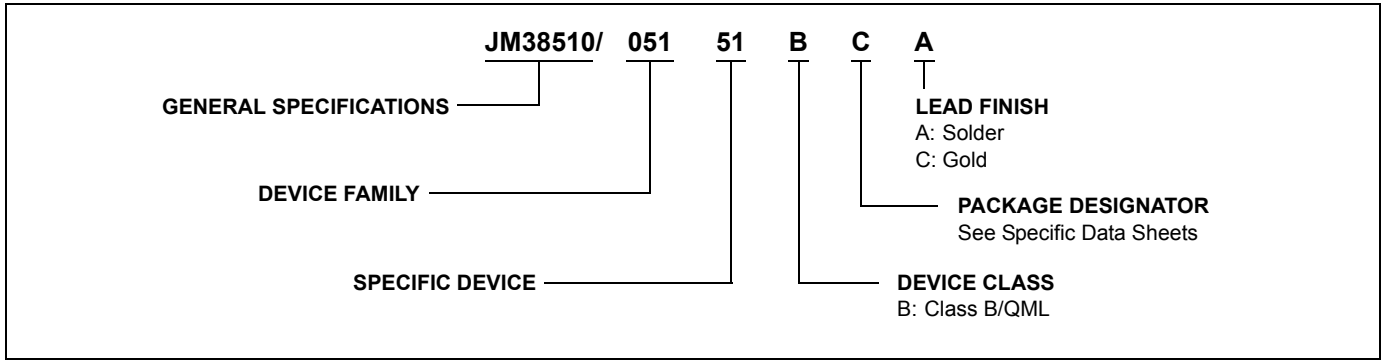 JM38510/ 051 51 B C A
GENERAL SPECIFICATIONS
LEAD FINISH
A: Solder
C: Gold
DEVICE FAMILY
PACKAGE DESIGNATOR
See Specific Data Sheets
SPECIFIC DEVICE
DEVICE CLASS
B: Class B/QML